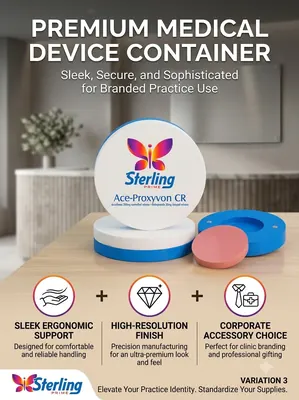 PREMIUM MEDICAL
DEVICE CONTAINER
Sleek, Secure, and Sophisticated
for Branded Practice Use
Sterling
PRIME
Ace-Proxyvon CR
SLEEK ERGONOMIC
SUPPORT
Designed for comfortable
and reliable handling
+
HIGH-RESOLUTION
FINISH
Precision manufacturing
for an ultra-premium look
and feel
+
CORPORATE
ACCESSORY CHOICE
Perfect for clinic branding
and professional gifting
Sterling
PRIME
VARIATION 3
Elevate Your Practice Identity. Standardize Your Supplies.